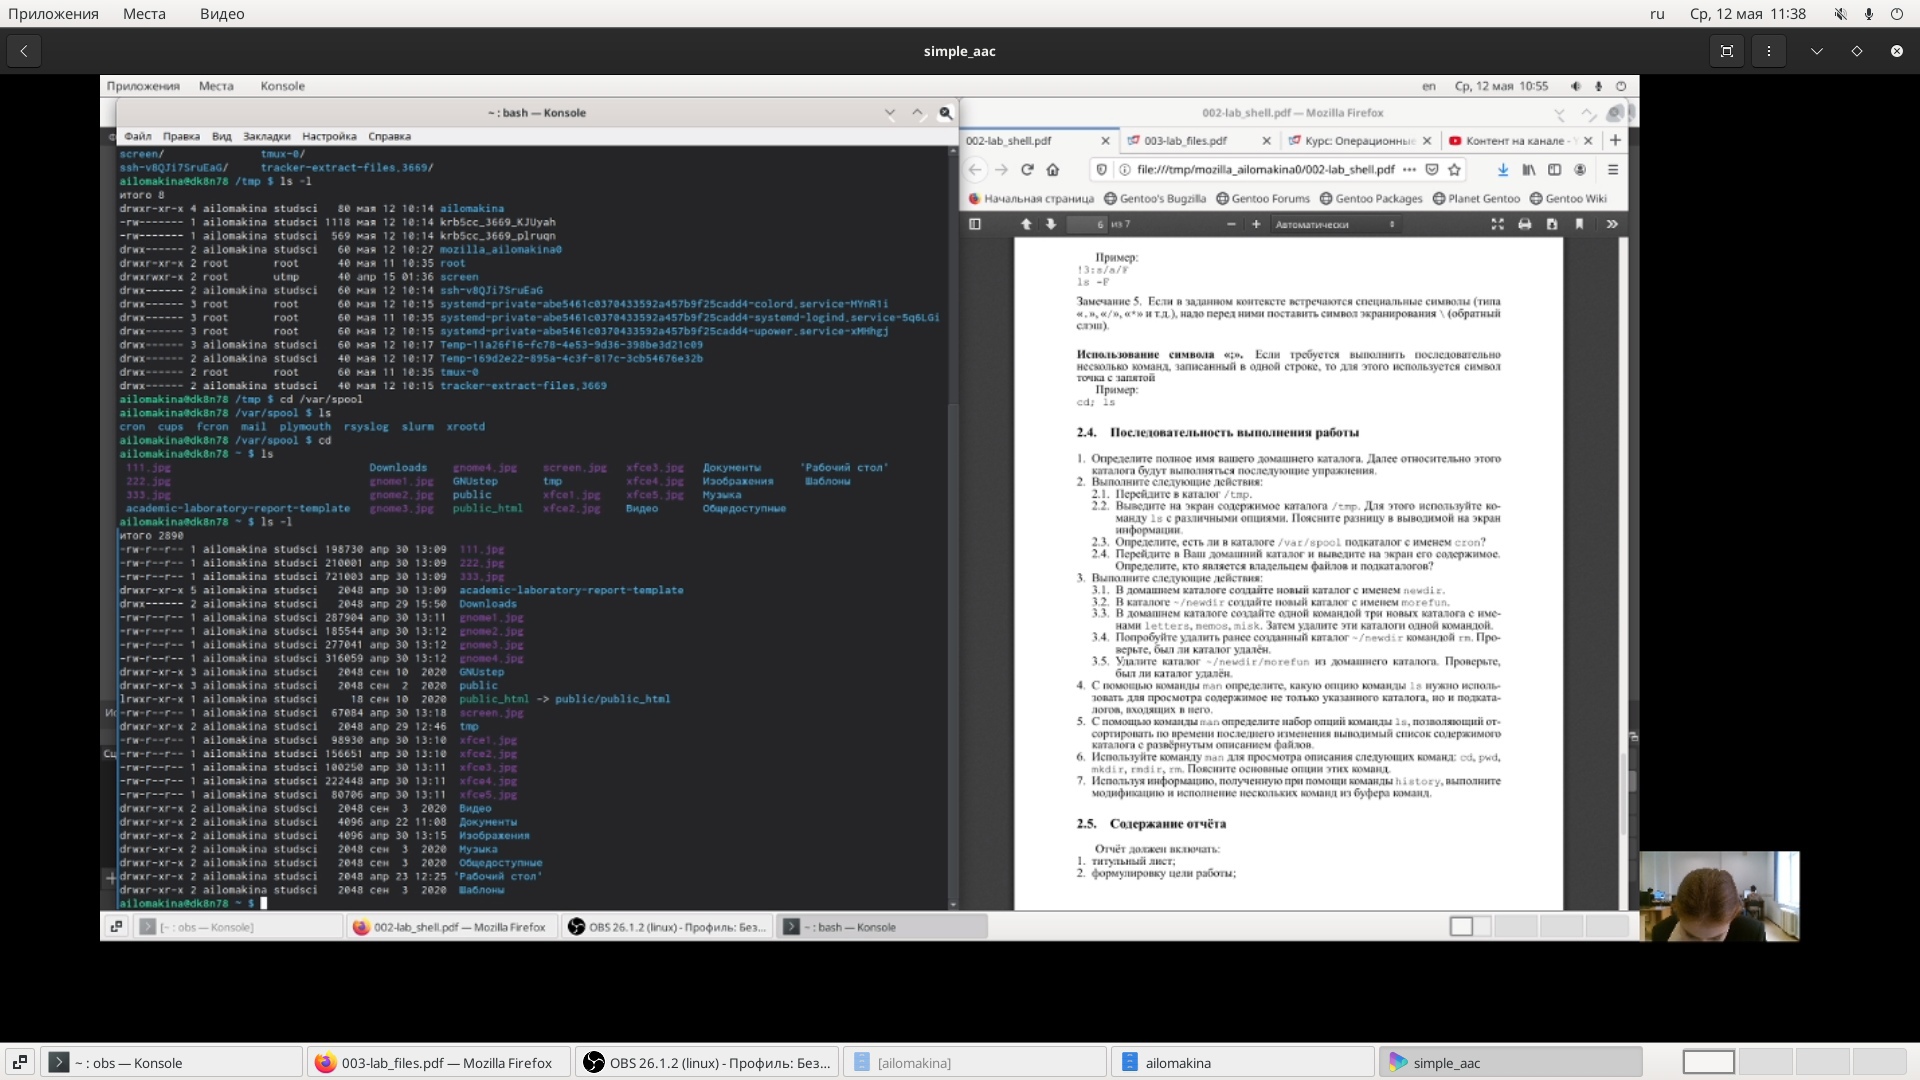 Приложения Места Видео ru Ср, 12 мая 11:38
simple_aac
Приложения Места Konsole en Ср, 12 мая 10:55
~ : bash — Konsole
Файл Правка Вид Закладки Настройка Справка
screen/ tmux-0/
ssh-v8QJi7SruEaG/ tracker-extract-files.3669/
ailomakina@dk8n78 /tmp $ ls -l
итого 8
drwxr-xr-x 4 ailomakina studsci 80 мая 12 10:14 ailomakina
-rw------- 1 ailomakina studsci 1118 мая 12 10:14 krb5cc_3669_KJUyah
-rw------- 1 ailomakina studsci 569 мая 12 10:14 krb5cc_3669_plruqn
drwx------ 2 ailomakina studsci 60 мая 12 10:27 mozilla_ailomakina0
drwxr-xr-x 2 root root 60 мая 11 10:35 root
drwxrwxr-x 2 root utmp 40 апр 15 01:36 screen
drwx------ 2 ailomakina studsci 60 мая 12 10:14 ssh-v8QJi7SruEaG
drwx------ 3 root root 60 мая 12 10:15 systemd-private-abe5461c0370433592a457b9f25cadd4-colord.service-MYnR1i
drwx------ 3 root root 60 мая 11 10:35 systemd-private-abe5461c0370433592a457b9f25cadd4-systemd-logind.service-5q6LGi
drwx------ 3 root root 60 мая 12 10:15 systemd-private-abe5461c0370433592a457b9f25cadd4-upower.service-xMHhgj
drwx------ 3 ailomakina studsci 60 мая 12 10:17 Temp-11a26f16-fc78-4e53-9d36-398be3d21c09
drwx------ 2 ailomakina studsci 40 мая 12 10:17 Temp-169d2e22-895a-4c3f-817c-3cb54676e32b
drwx------ 2 root root 60 мая 11 10:35 tmux-0
drwx------ 2 ailomakina studsci 40 мая 12 10:15 tracker-extract-files.3669
ailomakina@dk8n78 /tmp $ cd /var/spool
ailomakina@dk8n78 /var/spool $ ls
cron cups fcron mail plymouth rsyslog slurm xrootd
ailomakina@dk8n78 /var/spool $ cd
ailomakina@dk8n78 ~ $ ls
111.jpg Downloads gnome4.jpg screen.jpg xfce3.jpg Документы 'Рабочий стол'
222.jpg gnome1.jpg GNUstep tmp xfce4.jpg Изображения Шаблоны
333.jpg gnome2.jpg public xfce1.jpg xfce5.jpg Музыка
academic-laboratory-report-template gnome3.jpg public_html xfce2.jpg Видео Общедоступные
ailomakina@dk8n78 ~ $ ls -l
итого 2890
-rw-r--r-- 1 ailomakina studsci 198730 апр 30 13:09 111.jpg
-rw-r--r-- 1 ailomakina studsci 210001 апр 30 13:09 222.jpg
-rw-r--r-- 1 ailomakina studsci 721003 апр 30 13:09 333.jpg
drwxr-xr-x 5 ailomakina studsci 2048 апр 30 13:09 academic-laboratory-report-template
drwx------ 2 ailomakina studsci 2048 апр 29 15:50 Downloads
-rw-r--r-- 1 ailomakina studsci 287904 апр 30 13:11 gnome1.jpg
-rw-r--r-- 1 ailomakina studsci 185544 апр 30 13:12 gnome2.jpg
-rw-r--r-- 1 ailomakina studsci 277041 апр 30 13:12 gnome3.jpg
-rw-r--r-- 1 ailomakina studsci 316059 апр 30 13:12 gnome4.jpg
drwxr-xr-x 3 ailomakina studsci 2048 сен 10 2020 GNUstep
drwxr-xr-x 3 ailomakina studsci 2048 сен 2 2020 public
lrwxr-xr-x 1 ailomakina studsci 18 сен 10 2020 public_html -> public/public_html
-rw-r--r-- 1 ailomakina studsci 67084 апр 30 13:18 screen.jpg
drwxr-xr-x 2 ailomakina studsci 2048 апр 29 12:46 tmp
-rw-r--r-- 1 ailomakina studsci 98930 апр 30 13:10 xfce1.jpg
-rw-r--r-- 1 ailomakina studsci 156651 апр 30 13:10 xfce2.jpg
-rw-r--r-- 1 ailomakina studsci 100250 апр 30 13:11 xfce3.jpg
-rw-r--r-- 1 ailomakina studsci 222448 апр 30 13:11 xfce4.jpg
-rw-r--r-- 1 ailomakina studsci 80706 апр 30 13:11 xfce5.jpg
drwxr-xr-x 2 ailomakina studsci 2048 сен 3 2020 Видео
drwxr-xr-x 2 ailomakina studsci 4096 апр 22 11:08 Документы
drwxr-xr-x 2 ailomakina studsci 4096 апр 30 13:15 Изображения
drwxr-xr-x 2 ailomakina studsci 2048 сен 3 2020 Музыка
drwxr-xr-x 2 ailomakina studsci 2048 сен 3 2020 Общедоступные
drwxr-xr-x 2 ailomakina studsci 2048 апр 23 12:25 'Рабочий стол'
drwxr-xr-x 2 ailomakina studsci 2048 сен 3 2020 Шаблоны
ailomakina@dk8n78 ~ $
002-lab_shell.pdf — Mozilla Firefox
002-lab_shell.pdf 003-lab_files.pdf Курс: Операционные Контент на канале -
file:///tmp/mozilla_ailomakina0/002-lab_shell.pdf
Начальная страница Gentoo's Bugzilla Gentoo Forums Gentoo Packages Planet Gentoo Gentoo Wiki
6 из 7 Автоматически
Пример:
!3:s/a/F
ls -F
Замечание 5. Если в заданном контексте встречаются специальные символы (типа
«.», «/», «*» и т.д.), надо перед ними поставить символ экранирования \ (обратный
слэш).
Использование символа «;». Если требуется выполнить последовательно
несколько команд, записанный в одной строке, то для этого используется символ
точка с запятой
Пример:
cd; ls
2.4. Последовательность выполнения работы
1. Определите полное имя вашего домашнего каталога. Далее относительно этого
каталога будут выполняться последующие упражнения.
2. Выполните следующие действия:
2.1. Перейдите в каталог /tmp.
2.2. Выведите на экран содержимое каталога /tmp. Для этого используйте ко-
манду ls с различными опциями. Поясните разницу в выводимой на экран
информации.
2.3. Определите, есть ли в каталоге /var/spool подкаталог с именем cron?
2.4. Перейдите в Ваш домашний каталог и выведите на экран его содержимое.
Определите, кто является владельцем файлов и подкаталогов?
3. Выполните следующие действия:
3.1. В домашнем каталоге создайте новый каталог с именем newdir.
3.2. В каталоге ~/newdir создайте новый каталог с именем morefun.
3.3. В домашнем каталоге создайте одной командой три новых каталога с име-
нами letters, memos, misk. Затем удалите эти каталоги одной командой.
3.4. Попробуйте удалить ранее созданный каталог ~/newdir командой rm. Про-
верьте, был ли каталог удалён.
3.5. Удалите каталог ~/newdir/morefun из домашнего каталога. Проверьте,
был ли каталог удалён.
4. С помощью команды man определите, какую опцию команды ls нужно исполь-
зовать для просмотра содержимое не только указанного каталога, но и подката-
логов, входящих в него.
5. С помощью команды man определите набор опций команды ls, позволяющий от-
сортировать по времени последнего изменения выводимый список содержимого
каталога с развёрнутым описанием файлов.
6. Используйте команду man для просмотра описания следующих команд: cd, pwd,
mkdir, rmdir, rm. Поясните основные опции этих команд.
7. Используя информацию, полученную при помощи команды history, выполните
модификацию и исполнение нескольких команд из буфера команд.
2.5. Содержание отчёта
Отчёт должен включать:
1. титульный лист;
2. формулировку цели работы;
[~ : obs — Konsole] 002-lab_shell.pdf — Mozilla Firefox OBS 26.1.2 (linux) - Профиль: Без... ~ : bash — Konsole
~ : obs — Konsole 003-lab_files.pdf — Mozilla Firefox OBS 26.1.2 (linux) - Профиль: Без... [ailomakina] ailomakina simple_aac